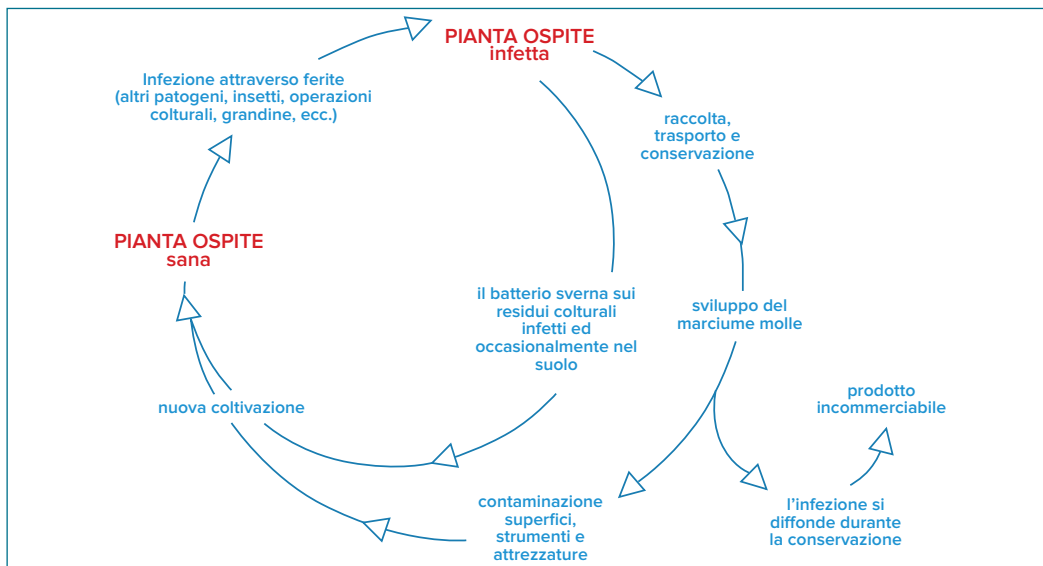 PIANTA OSPITE
infetta
Infezione attraverso ferite
(altri patogeni, insetti, operazioni
colturali, grandine, ecc.)
raccolta,
trasporto e
conservazione
PIANTA OSPITE
sana
il batterio sverna sui
residui colturali
infetti ed
occasionalmente nel
suolo
sviluppo del
marciume molle
nuova coltivazione
prodotto
incommerciabile
contaminazione
superfici,
strumenti e
attrezzature
l'infezione si
diffonde durante
la conservazione